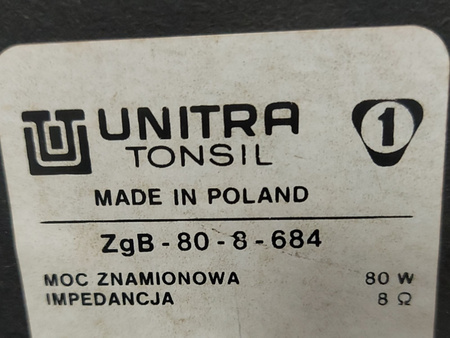 UNITRA
TONSIL
1
MADE IN POLAND
ZgB-80-8-684
MOC ZNAMIONOWA 80 W
IMPEDANCJA 8 Ω